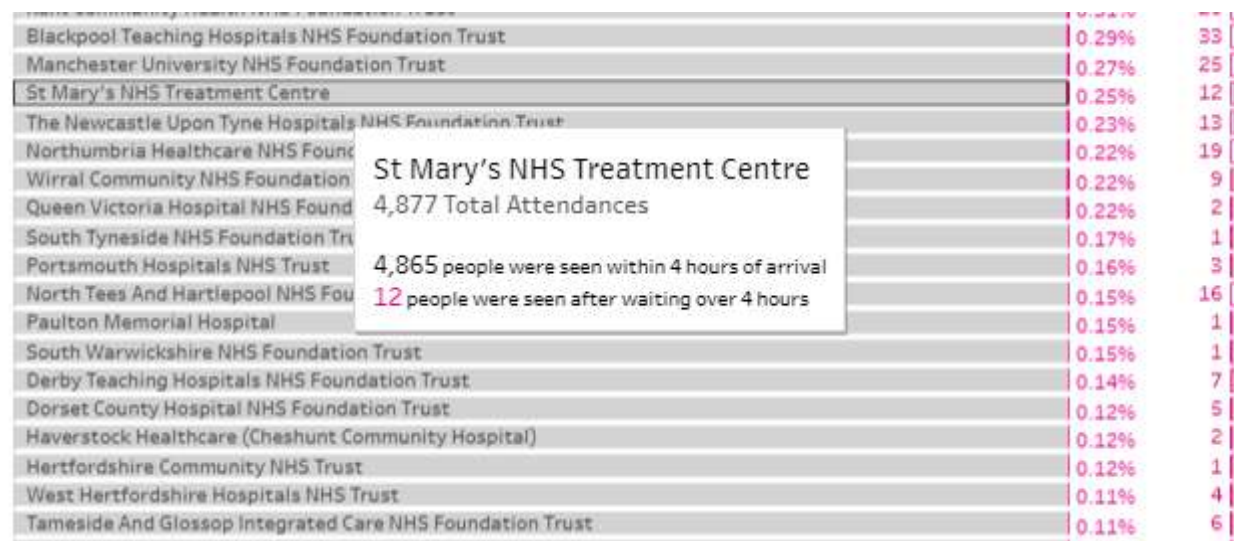 Blackpool Teaching Hospitals NHS Foundation Trust 0.29% 33
Manchester University NHS Foundation Trust 0.27% 25
St Mary's NHS Treatment Centre 0.25% 12
The Newcastle Upon Tyne Hospitals NHS Foundation Trust 0.23% 13
Northumbria Healthcare NHS Found 0.22% 19
Wirral Community NHS Foundation 0.22% 9
Queen Victoria Hospital NHS Found 0.22% 2
South Tyneside NHS Foundation Tru 0.17% 1
Portsmouth Hospitals NHS Trust 0.16% 3
North Tees And Hartlepool NHS Fou 0.15% 16
Paulton Memorial Hospital 0.15% 1
South Warwickshire NHS Foundation Trust 0.15% 1
Derby Teaching Hospitals NHS Foundation Trust 0.14% 7
Dorset County Hospital NHS Foundation Trust 0.12% 5
Haverstock Healthcare (Cheshunt Community Hospital) 0.12% 2
Hertfordshire Community NHS Trust 0.12% 1
West Hertfordshire Hospitals NHS Trust 0.11% 4
Tameside And Glossop Integrated Care NHS Foundation Trust 0.11% 6
St Mary's NHS Treatment Centre
4,877 Total Attendances
4,865 people were seen within 4 hours of arrival
12 people were seen after waiting over 4 hours